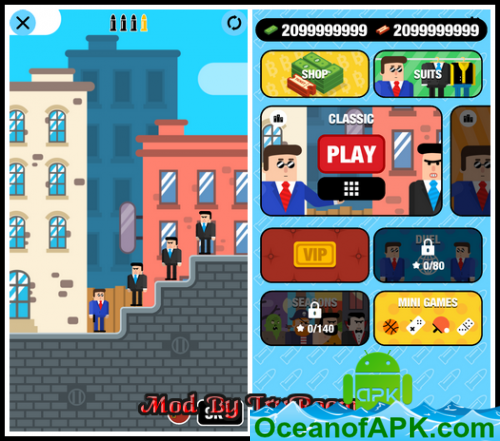 2099999999
2099999999
SHOP
SUITS
CLASSIC
PLAY
VIP
DUEL
0/80
SEASONS
0/140
MINI GAMES
APK
Mod By
OceanofAPK.com